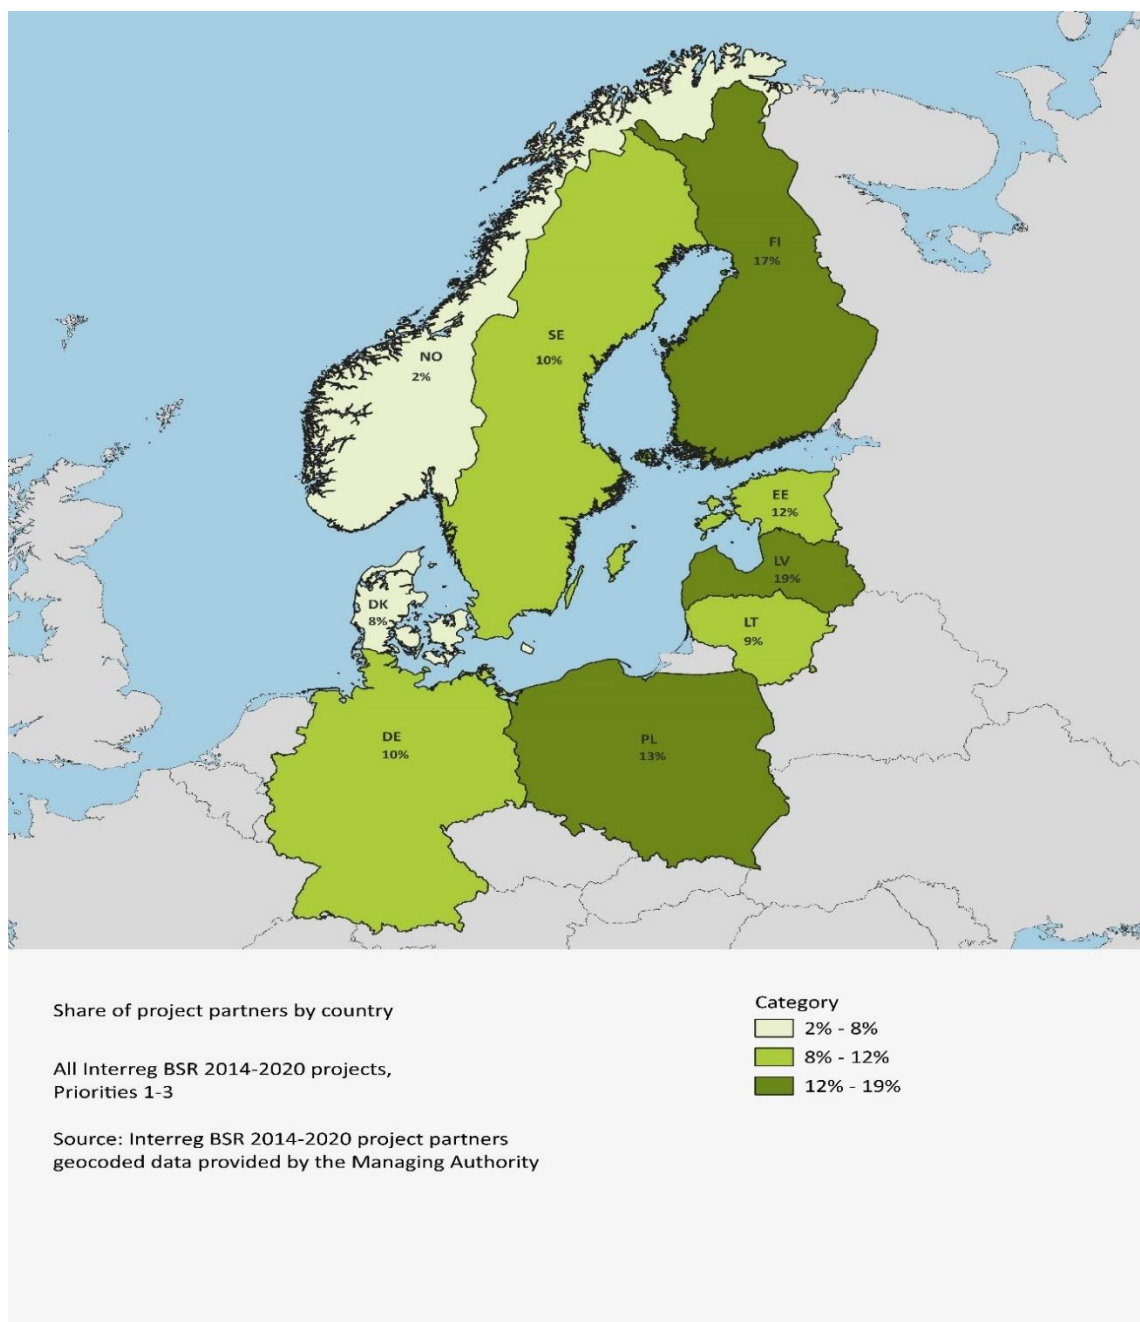 FI
17%
SE
10%
NO
2%
EE
12%
LV
19%
DK
8%
LT
9%
DE
10%
PL
13%
Share of project partners by country
All Interreg BSR 2014-2020 projects,
Priorities 1-3
Source: Interreg BSR 2014-2020 project partners
geocoded data provided by the Managing Authority
Category
2% - 8%
8% - 12%
12% - 19%